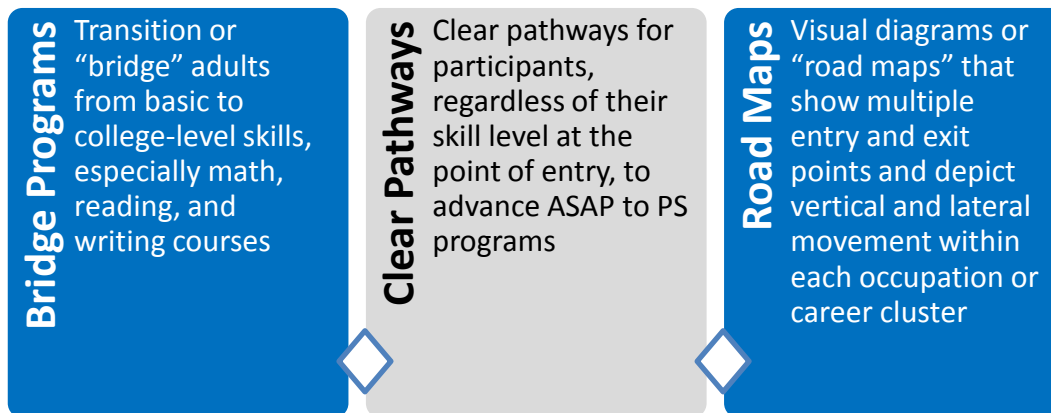 Bridge Programs
Transition or
“bridge” adults
from basic to
college-level skills,
especially math,
reading, and
writing courses
Clear Pathways
Clear pathways for
participants,
regardless of their
skill level at the
point of entry, to
advance ASAP to PS
programs
Road Maps
Visual diagrams or
“road maps” that
show multiple
entry and exit
points and depict
vertical and lateral
movement within
each occupation or
career cluster